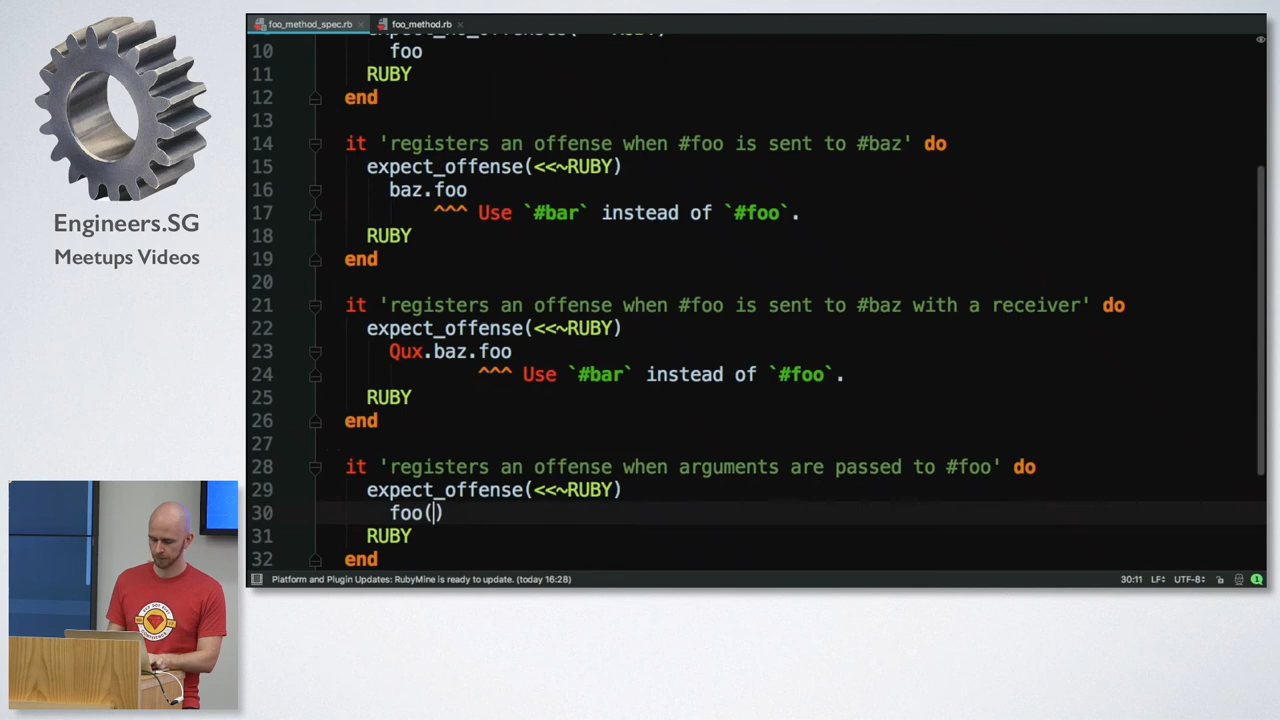 foo_method_spec.rb
foo_method.rb
10 foo
11 RUBY
12 end
13
14 it 'registers an offense when #foo is sent to #baz' do
15 expect_offense(<<~RUBY)
16 baz.foo
17 ^^^ Use `#bar` instead of `#foo`.
18 RUBY
19 end
20
21 it 'registers an offense when #foo is sent to #baz with a receiver' do
22 expect_offense(<<~RUBY)
23 Qux.baz.foo
24 ^^^ Use `#bar` instead of `#foo`.
25 RUBY
26 end
27
28 it 'registers an offense when arguments are passed to #foo' do
29 expect_offense(<<~RUBY)
30 foo()
31 RUBY
32 end
Platform and Plugin Updates: RubyMine is ready to update. (today 16:28)
30:11 LF÷ UTF-8÷ 1
Engineers.SG
Meetups Videos